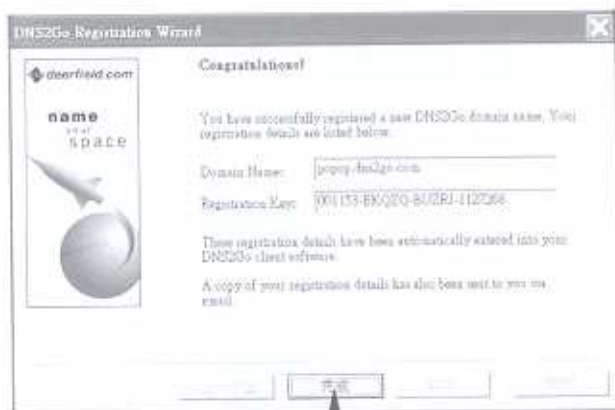 DNS2Go Registration Wizard
deerfield.com
name
your
space
Congratulations!
You have successfully registered a new DNS2Go domain name. Your
registration details are listed below.
Domain Name:
Registration Key:
These registration details have been automatically entered into your
DNS2Go client software.
A copy of your registration details has also been sent to you via
email.
完成